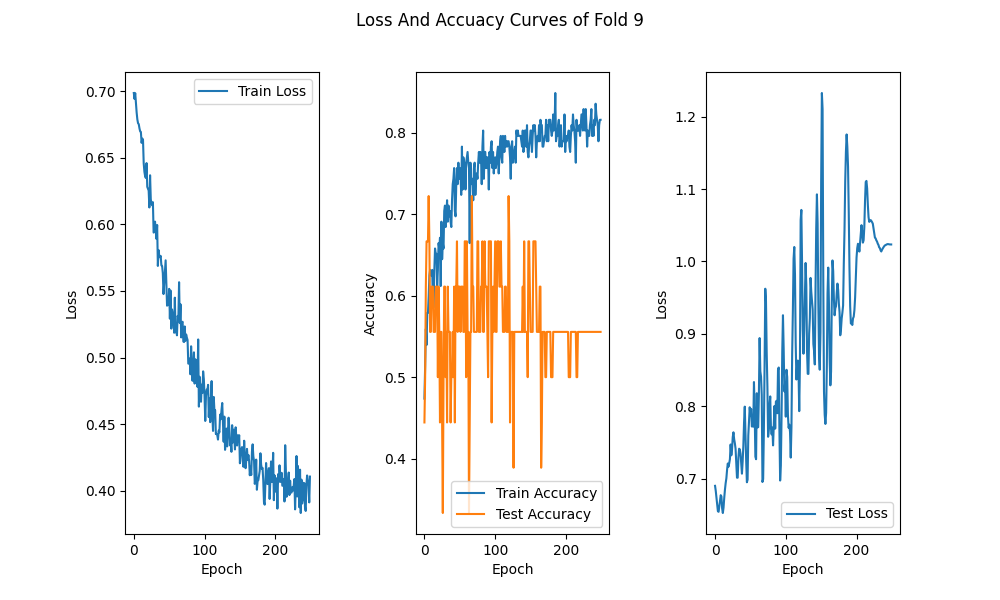 Loss And Accuacy Curves of Fold 9
Loss
0.70
0.65
0.60
0.55
0.50
0.45
0.40
Train Loss
0 100 200
Epoch
Accuracy
0.8
0.7
0.6
0.5
0.4
Train Accuracy
Test Accuracy
0 100 200
Epoch
Loss
1.2
1.1
1.0
0.9
0.8
0.7
Test Loss
0 100 200
Epoch